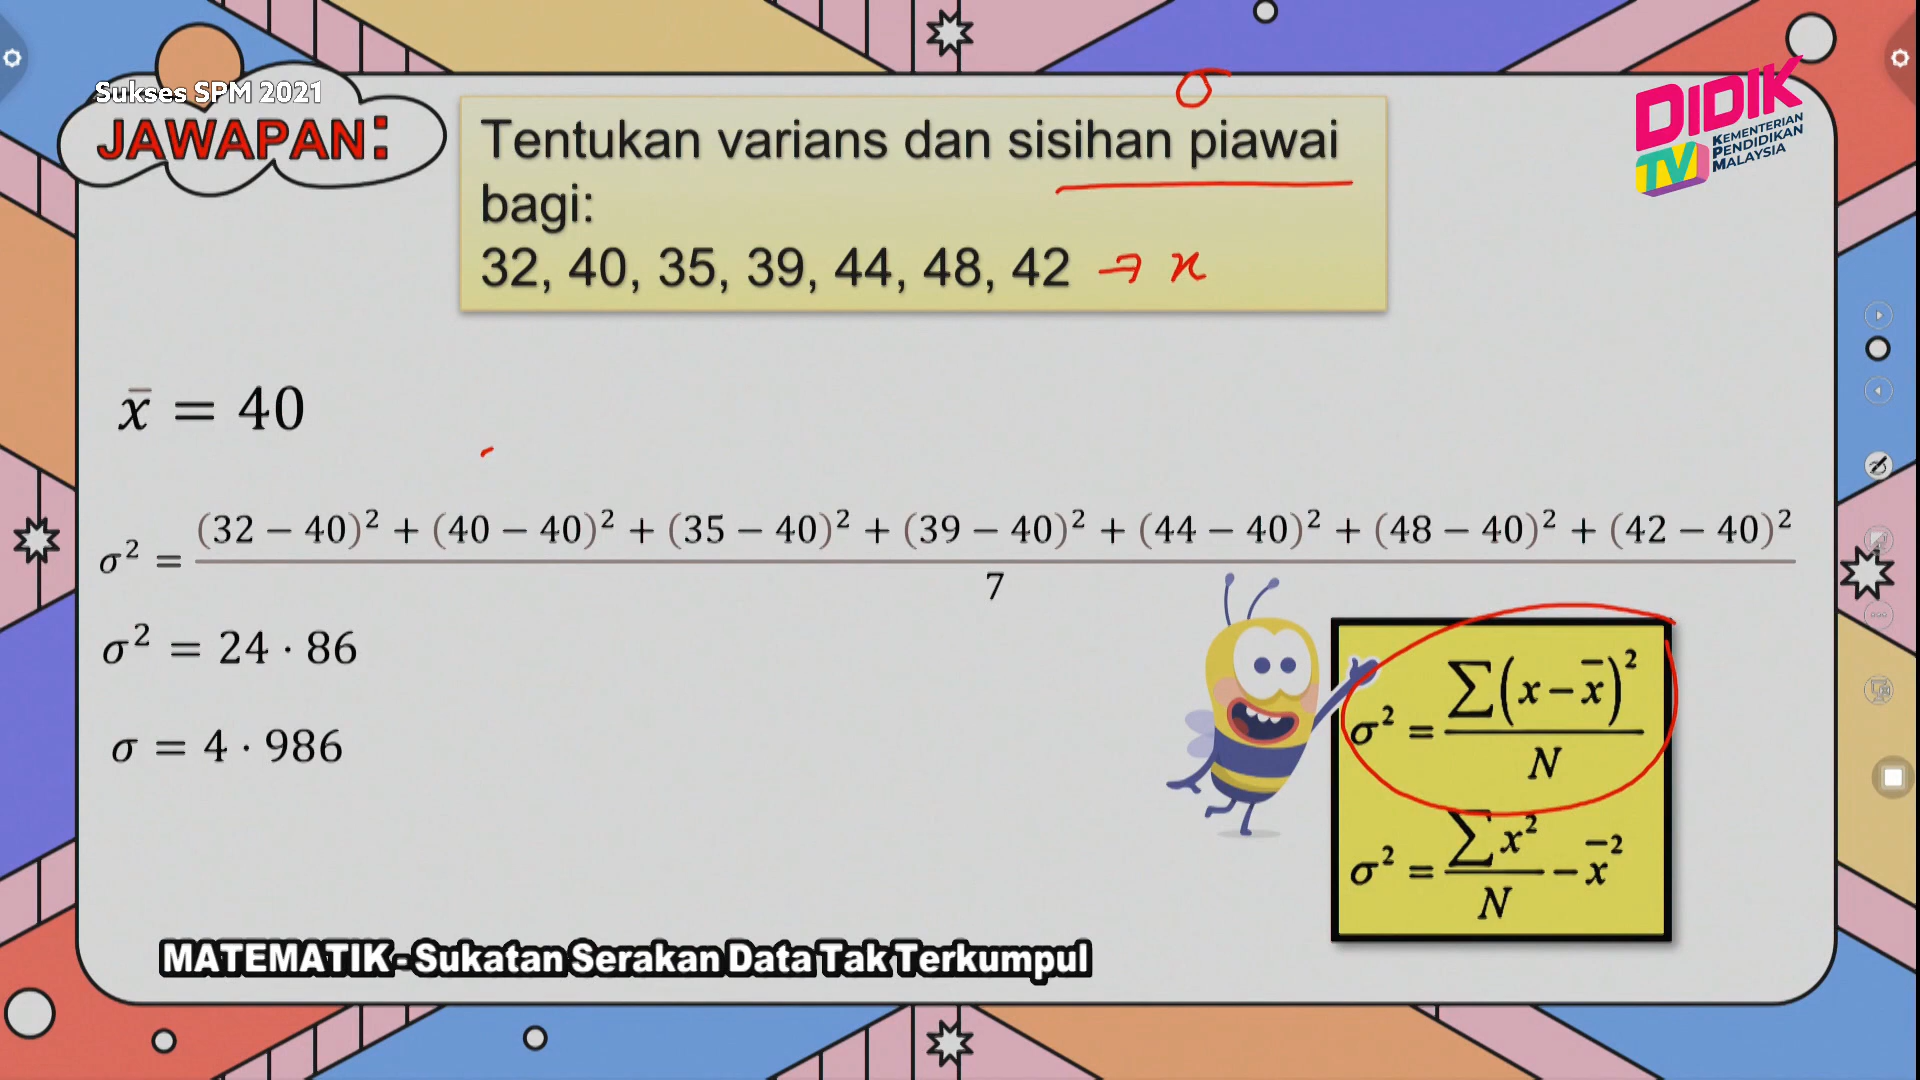 Sukses SPM 2021
JAWAPAN:
σ
Tentukan varians dan sisihan piawai
bagi:
32, 40, 35, 39, 44, 48, 42 → x
DIDIK
TV
KEMENTERIAN
PENDIDIKAN
MALAYSIA
x̄ = 40
σ² = (32 − 40)² + (40 − 40)² + (35 − 40)² + (39 − 40)² + (44 − 40)² + (48 − 40)² + (42 − 40)² / 7
σ² = 24 · 86
σ = 4 · 986
σ² = ∑(x − x̄)² / N
σ² = ∑x² / N − x̄²
MATEMATIK - Sukatan Serakan Data Tak Terkumpul